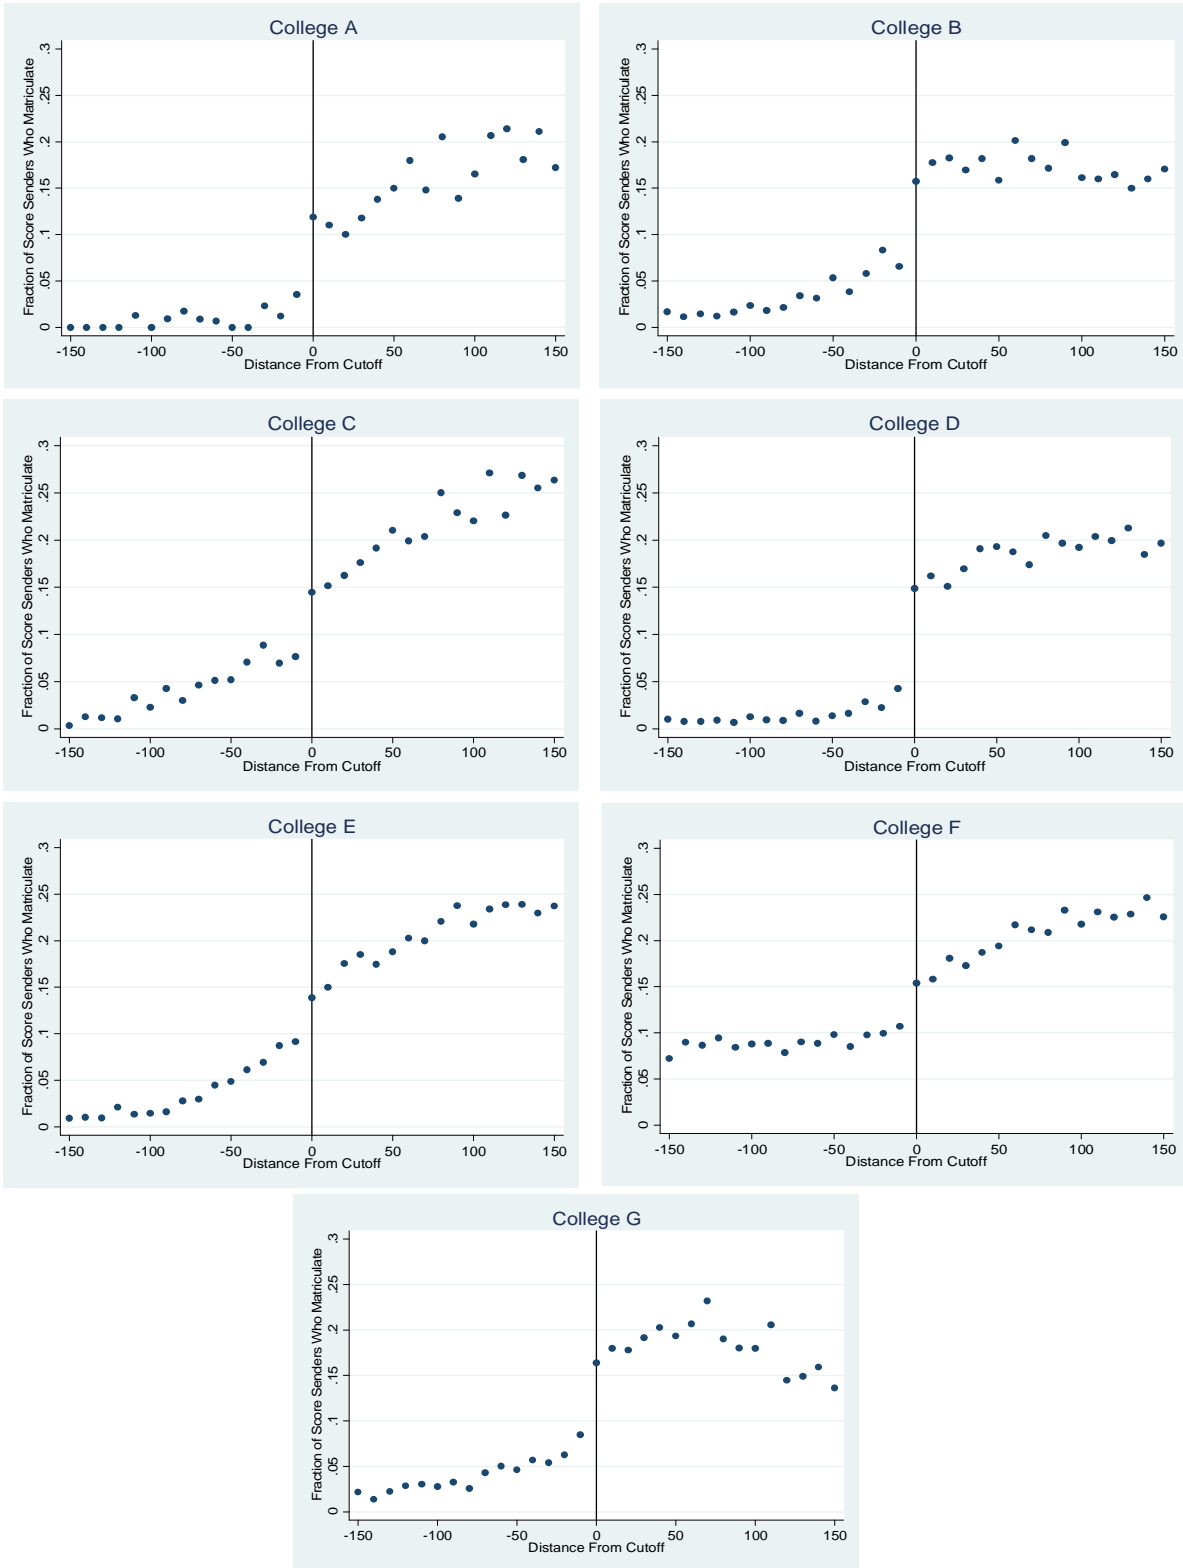 College A
Fraction of Score Senders Who Matriculate
.3
.25
.2
.15
.1
.05
0
-150 -100 -50 0 50 100 150
Distance From Cutoff
College B
Fraction of Score Senders Who Matriculate
.3
.25
.2
.15
.1
.05
0
-150 -100 -50 0 50 100 150
Distance From Cutoff
College C
Fraction of Score Senders Who Matriculate
.3
.25
.2
.15
.1
.05
0
-150 -100 -50 0 50 100 150
Distance From Cutoff
College D
Fraction of Score Senders Who Matriculate
.3
.25
.2
.15
.1
.05
0
-150 -100 -50 0 50 100 150
Distance From Cutoff
College E
Fraction of Score Senders Who Matriculate
.3
.25
.2
.15
.1
.05
0
-150 -100 -50 0 50 100 150
Distance From Cutoff
College F
Fraction of Score Senders Who Matriculate
.3
.25
.2
.15
.1
.05
0
-150 -100 -50 0 50 100 150
Distance From Cutoff
College G
Fraction of Score Senders Who Matriculate
.3
.25
.2
.15
.1
.05
0
-150 -100 -50 0 50 100 150
Distance From Cutoff